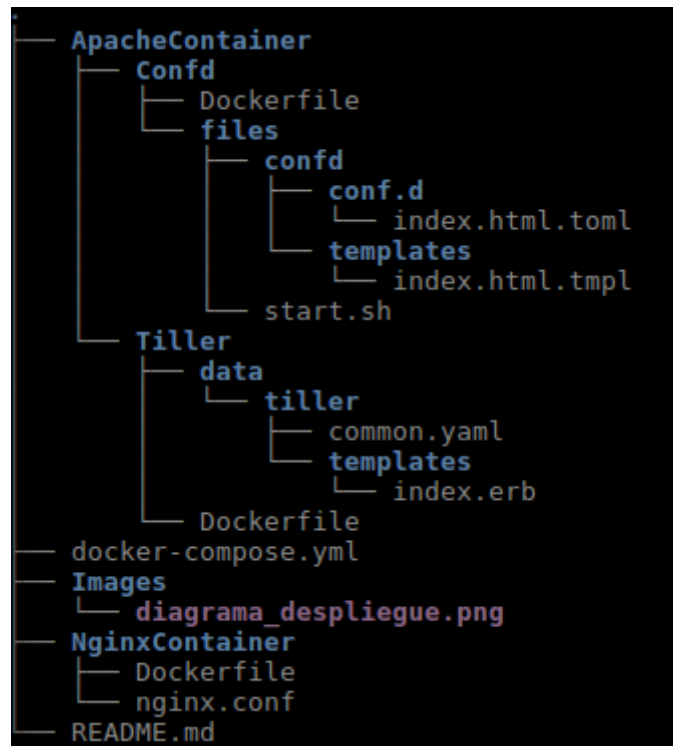 .
├── ApacheContainer
│   ├── Confd
│   │   ├── Dockerfile
│   │   └── files
│   │       ├── confd
│   │       │   ├── conf.d
│   │       │   │   └── index.html.toml
│   │       │   └── templates
│   │       │       └── index.html.tmpl
│   │       └── start.sh
│   └── Tiller
│       ├── data
│       │   └── tiller
│       │       ├── common.yaml
│       │       └── templates
│       │           └── index.erb
│       └── Dockerfile
├── docker-compose.yml
├── Images
│   └── diagrama_despliegue.png
├── NginxContainer
│   ├── Dockerfile
│   └── nginx.conf
└── README.md